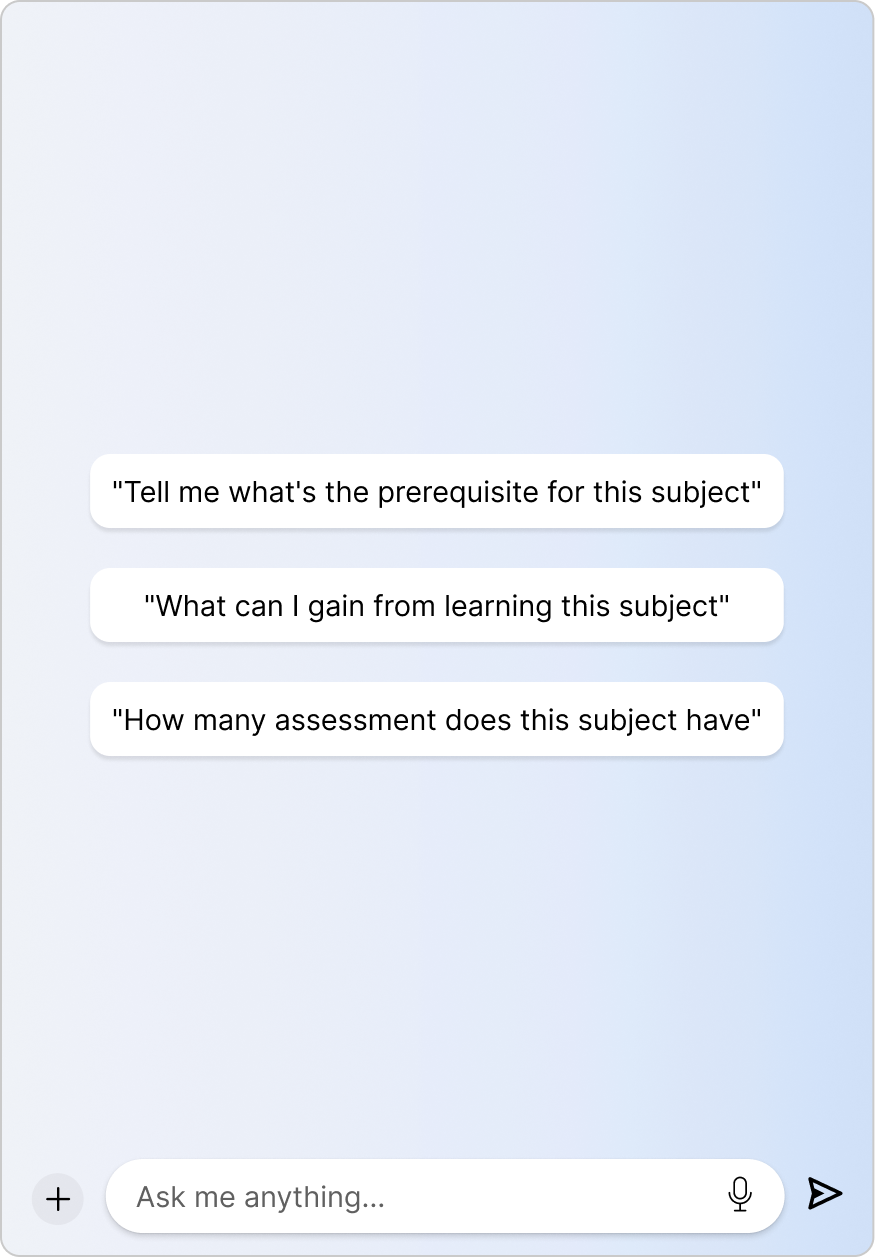 "Tell me what's the prerequisite for this subject"
"What can I gain from learning this subject"
"How many assessment does this subject have"
Ask me anything...